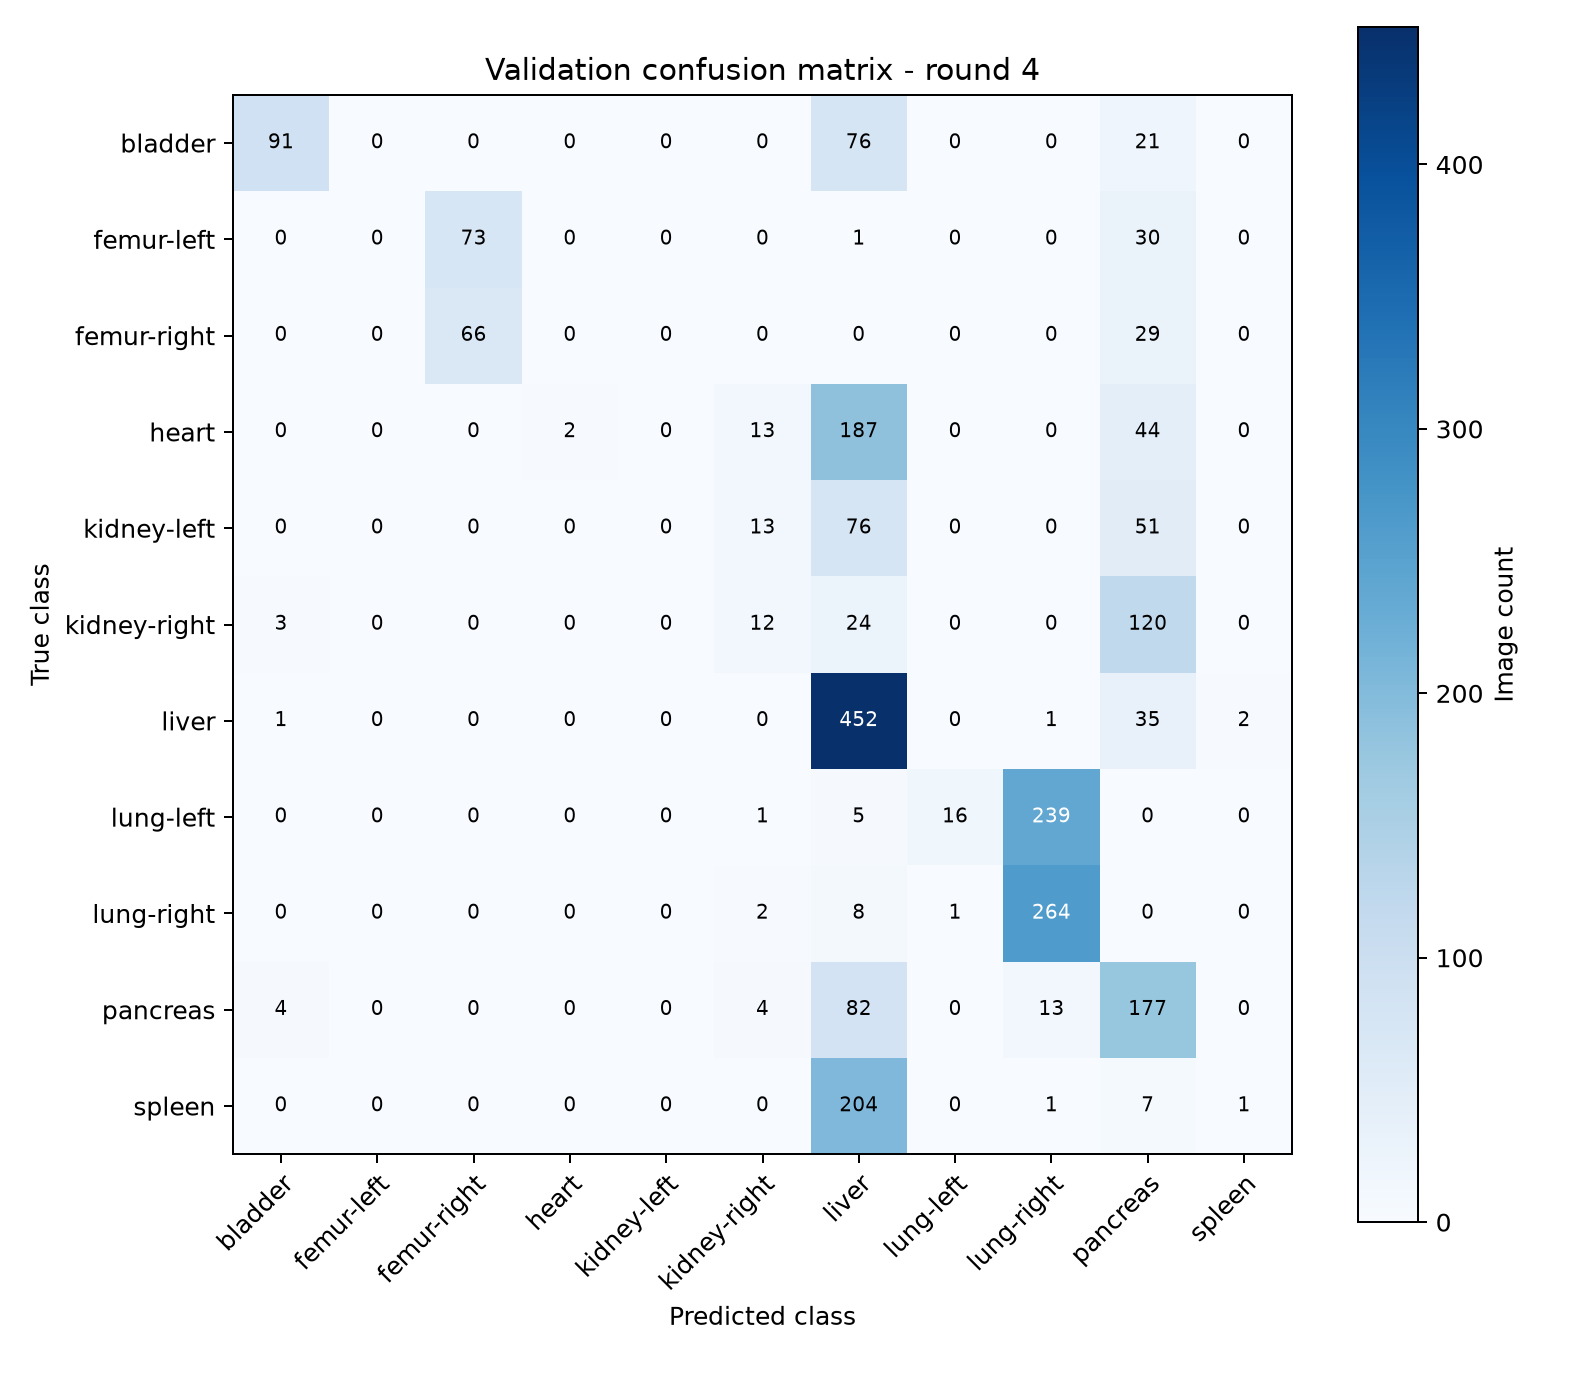 Validation confusion matrix - round 4
bladder 91 0 0 0 0 0 76 0 0 21 0
femur-left 0 0 73 0 0 0 1 0 0 30 0
femur-right 0 0 66 0 0 0 0 0 0 29 0
heart 0 0 0 2 0 13 187 0 0 44 0
kidney-left 0 0 0 0 0 13 76 0 0 51 0
kidney-right 3 0 0 0 0 12 24 0 0 120 0
liver 1 0 0 0 0 0 452 0 1 35 2
lung-left 0 0 0 0 0 1 5 16 239 0 0
lung-right 0 0 0 0 0 2 8 1 264 0 0
pancreas 4 0 0 0 0 4 82 0 13 177 0
spleen 0 0 0 0 0 0 204 0 1 7 1
bladder femur-left femur-right heart kidney-left kidney-right liver lung-left lung-right pancreas spleen
Predicted class
True class
400
300
200
100
0
Image count